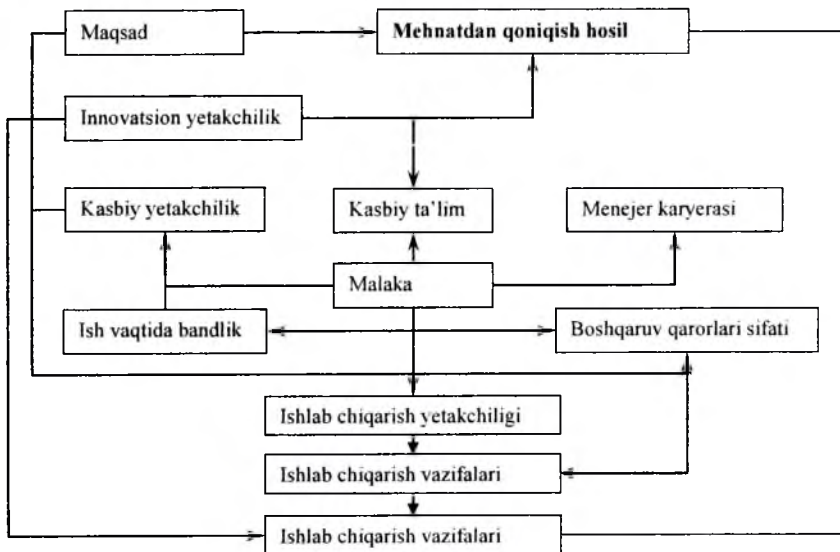 Maqsad
Mehnatdan qoniqish hosil
Innovatsion yetakchilik
Kasbiy yetakchilik
Kasbiy ta’lim
Menejer karyerasi
Malaka
Ish vaqtida bandlik
Boshqaruv qarorlari sifati
Ishlab chiqarish yetakchiligi
Ishlab chiqarish vazifalari
Ishlab chiqarish vazifalari